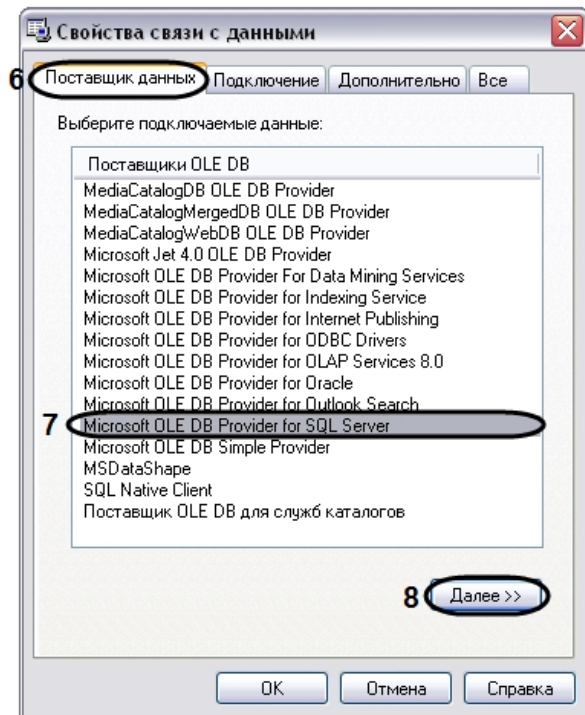 Свойства связи с данными
6 Поставщик данных Подключение Дополнительно Все
Выберите подключаемые данные:
Поставщики OLE DB
MediaCatalogDB OLE DB Provider
MediaCatalogMergedDB OLE DB Provider
MediaCatalogWebDB OLE DB Provider
Microsoft Jet 4.0 OLE DB Provider
Microsoft OLE DB Provider For Data Mining Services
Microsoft OLE DB Provider for Indexing Service
Microsoft OLE DB Provider for Internet Publishing
Microsoft OLE DB Provider for ODBC Drivers
Microsoft OLE DB Provider for OLAP Services 8.0
Microsoft OLE DB Provider for Oracle
Microsoft OLE DB Provider for Outlook Search
7 Microsoft OLE DB Provider for SQL Server
Microsoft OLE DB Simple Provider
MSDataShape
SQL Native Client
Поставщик OLE DB для служб каталогов
8 Далее >>
OK Отмена Справка